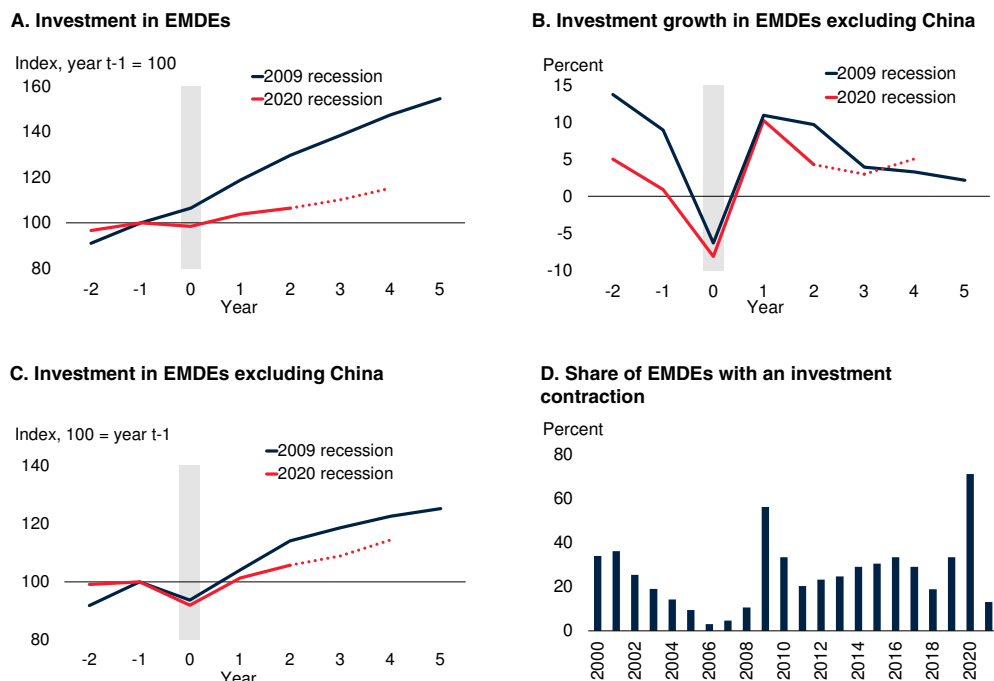 A. Investment in EMDEs
Index, year t-1 = 100
2009 recession
2020 recession
160
140
120
100
80
-2 -1 0 1 2 3 4 5
Year
B. Investment growth in EMDEs excluding China
Percent
2009 recession
2020 recession
15
10
5
0
-5
-10
-2 -1 0 1 2 3 4 5
Year
C. Investment in EMDEs excluding China
Index, 100 = year t-1
2009 recession
2020 recession
140
120
100
80
-2 -1 0 1 2 3 4 5
Year
D. Share of EMDEs with an investment
contraction
Percent
80
60
40
20
0
2000 2002 2004 2006 2008 2010 2012 2014 2016 2018 2020